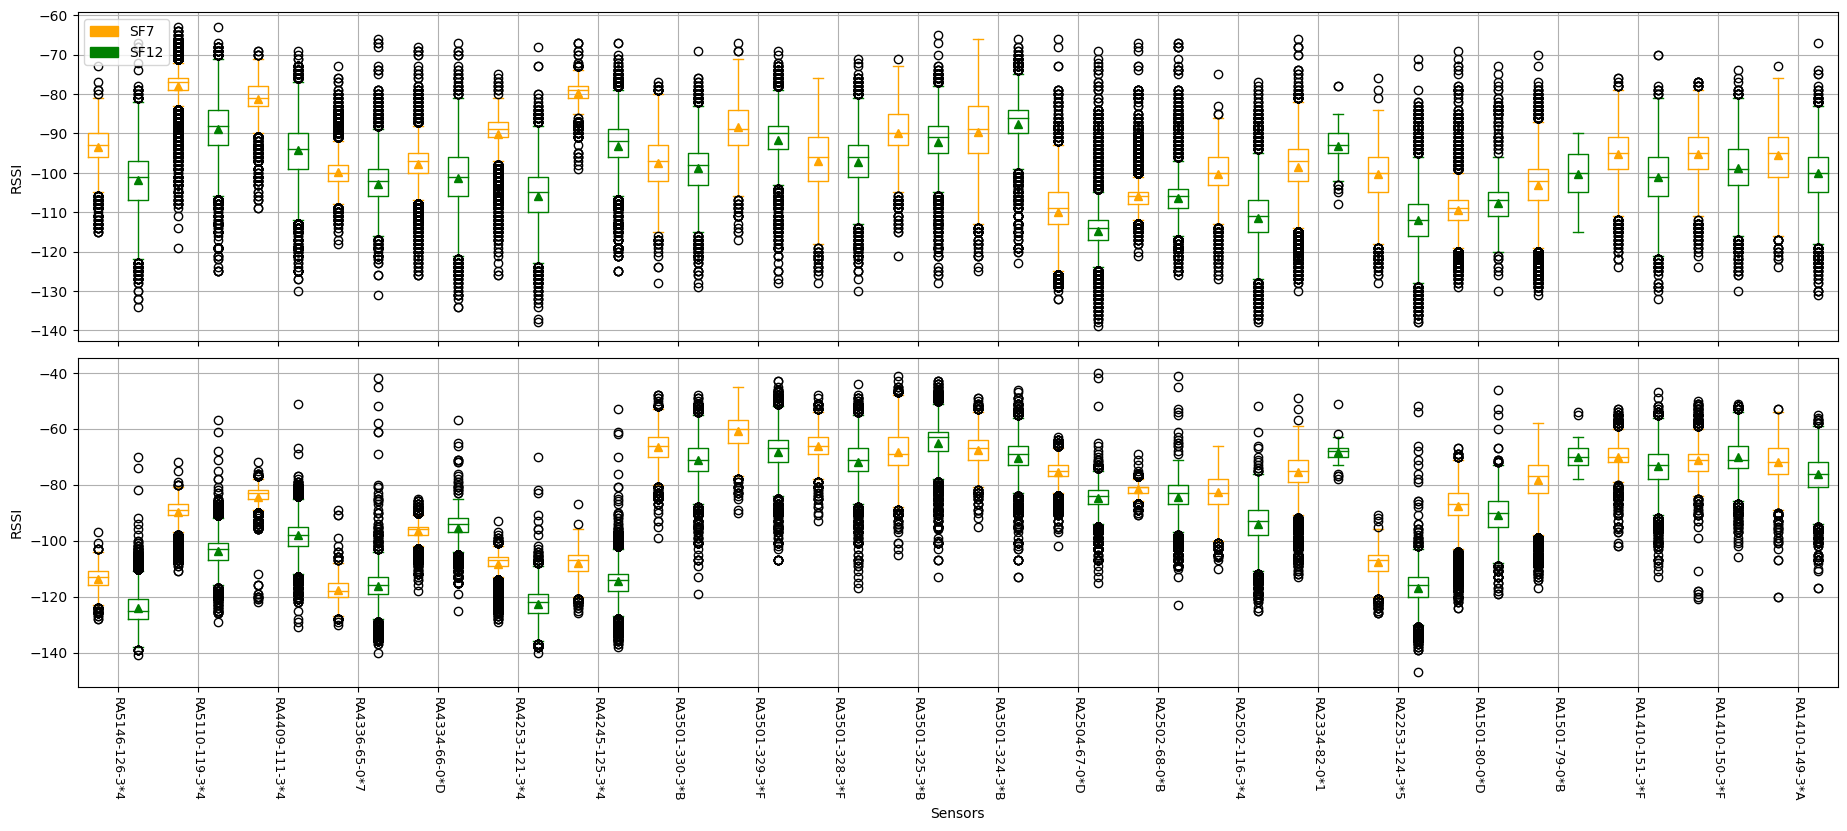 SF7
SF12
RSSI
−60
−70
−80
−90
−100
−110
−120
−130
−140
RSSI
−40
−60
−80
−100
−120
−140
RA5146-126-3*4
RA5110-119-3*4
RA4409-111-3*4
RA4336-65-0*7
RA4334-66-0*D
RA4253-121-3*4
RA4245-125-3*4
RA3501-330-3*B
RA3501-329-3*F
RA3501-328-3*F
RA3501-325-3*B
RA3501-324-3*B
RA2504-67-0*D
RA2502-68-0*B
RA2502-116-3*4
RA2334-82-0*1
RA2253-124-3*5
RA1501-80-0*D
RA1501-79-0*B
RA1410-151-3*F
RA1410-150-3*F
RA1410-149-3*A
Sensors